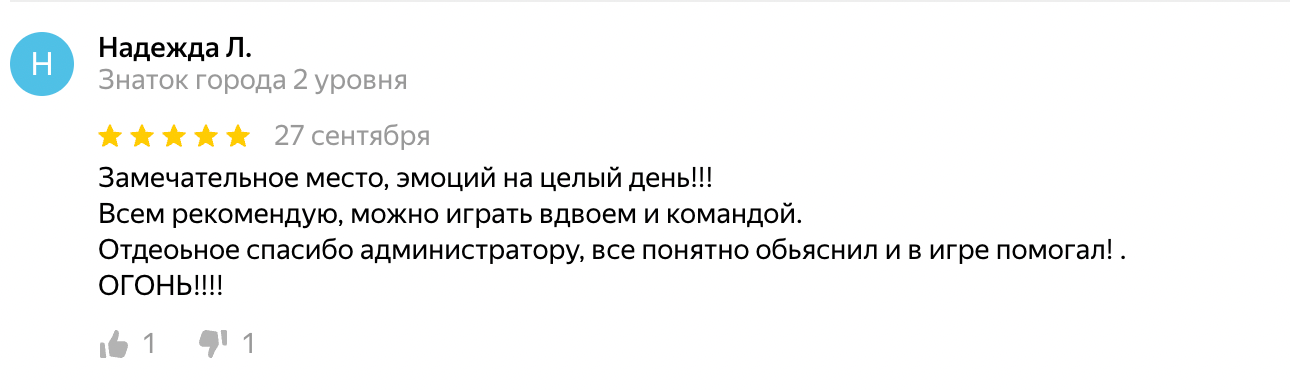 Н
Надежда Л.
Знаток города 2 уровня
27 сентября
Замечательное место, эмоций на целый день!!!
Всем рекомендую, можно играть вдвоем и командой.
Отдеоьное спасибо администратору, все понятно обьяснил и в игре помогал! .
ОГОНЬ!!!!
1 1